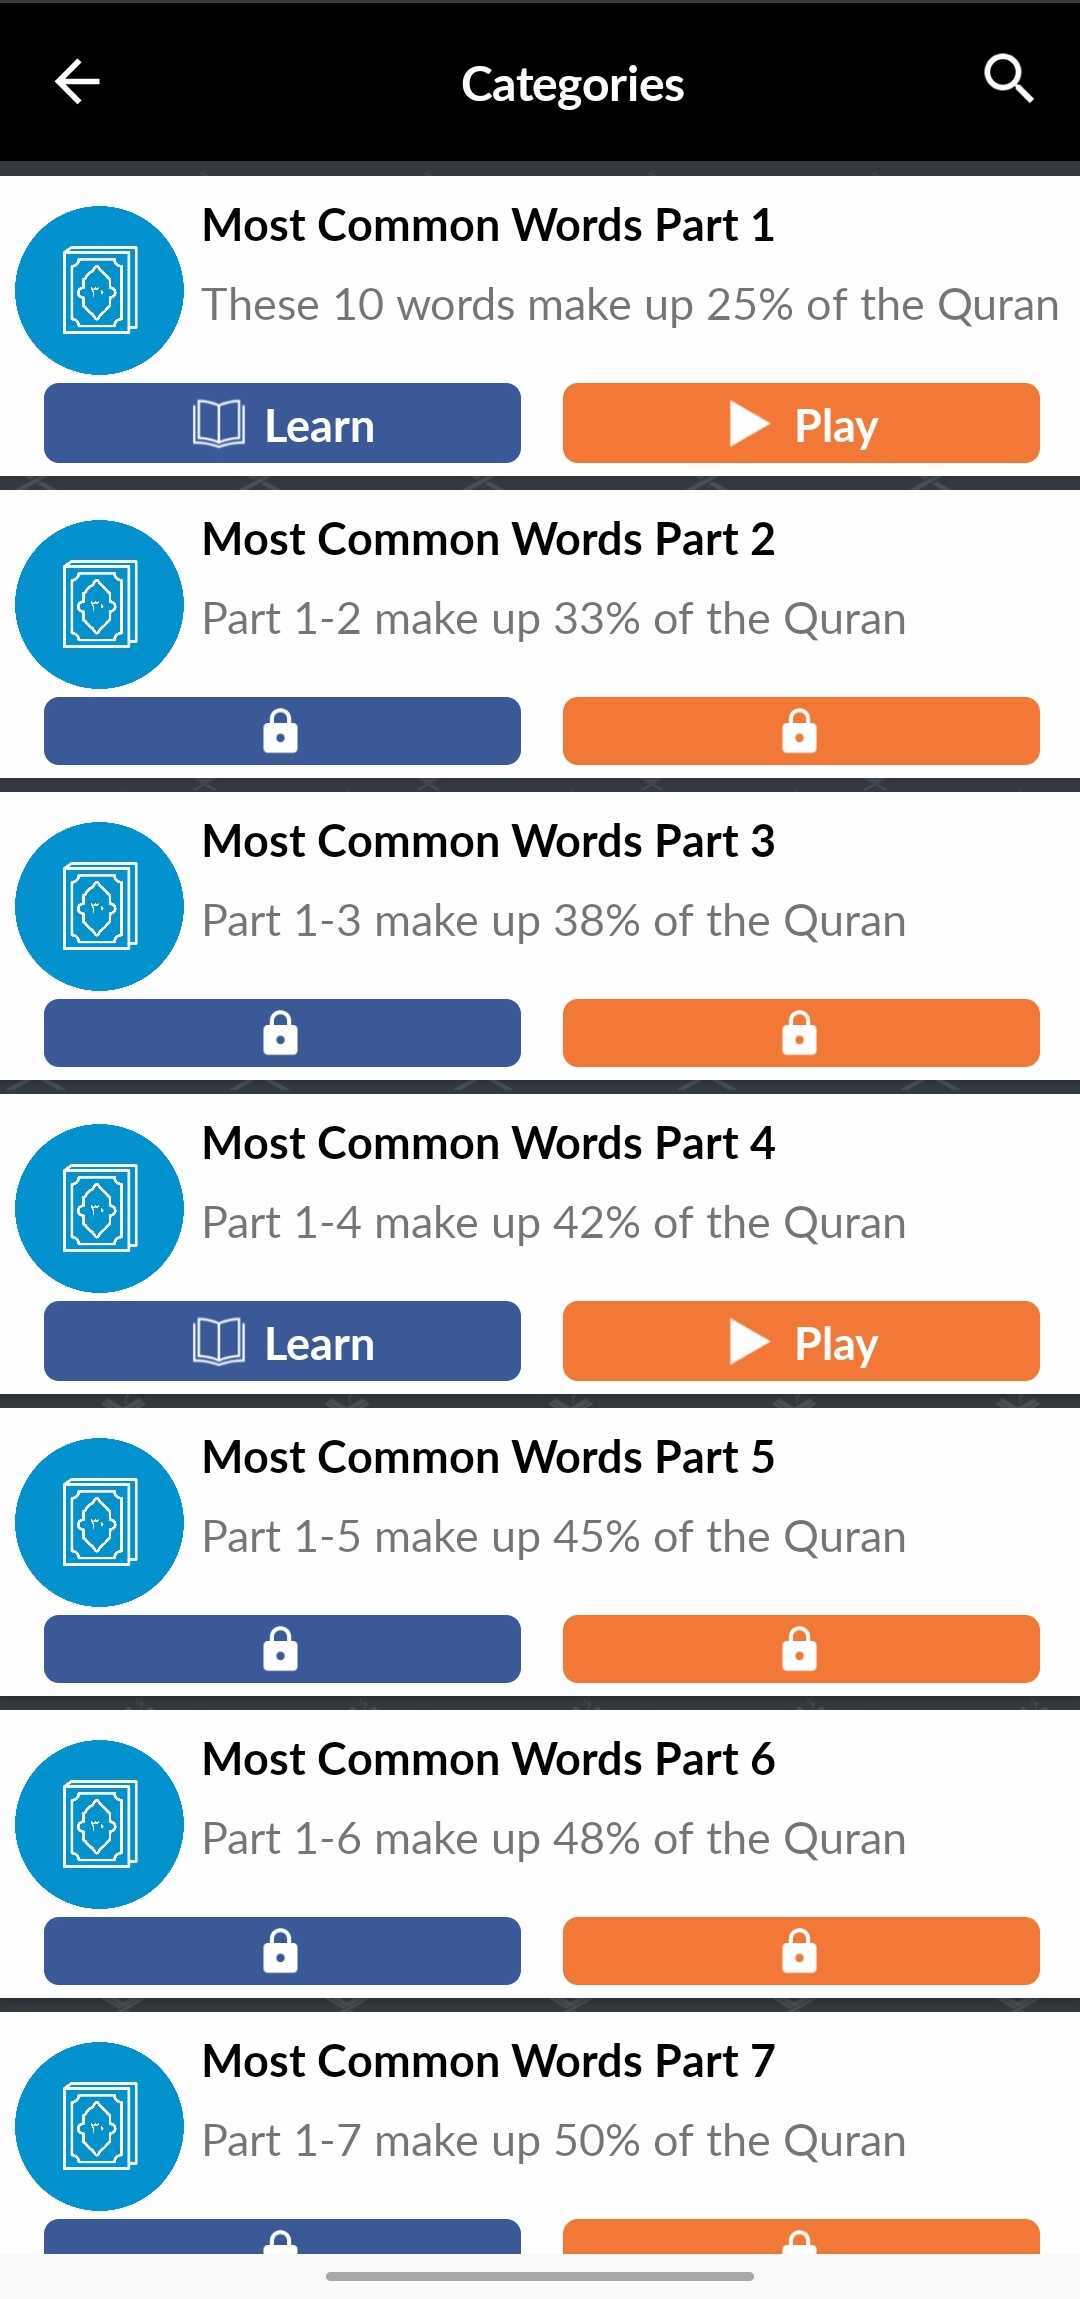 Categories
Most Common Words Part 1
These 10 words make up 25% of the Quran
Learn
Play
Most Common Words Part 2
Part 1-2 make up 33% of the Quran
Most Common Words Part 3
Part 1-3 make up 38% of the Quran
Most Common Words Part 4
Part 1-4 make up 42% of the Quran
Learn
Play
Most Common Words Part 5
Part 1-5 make up 45% of the Quran
Most Common Words Part 6
Part 1-6 make up 48% of the Quran
Most Common Words Part 7
Part 1-7 make up 50% of the Quran